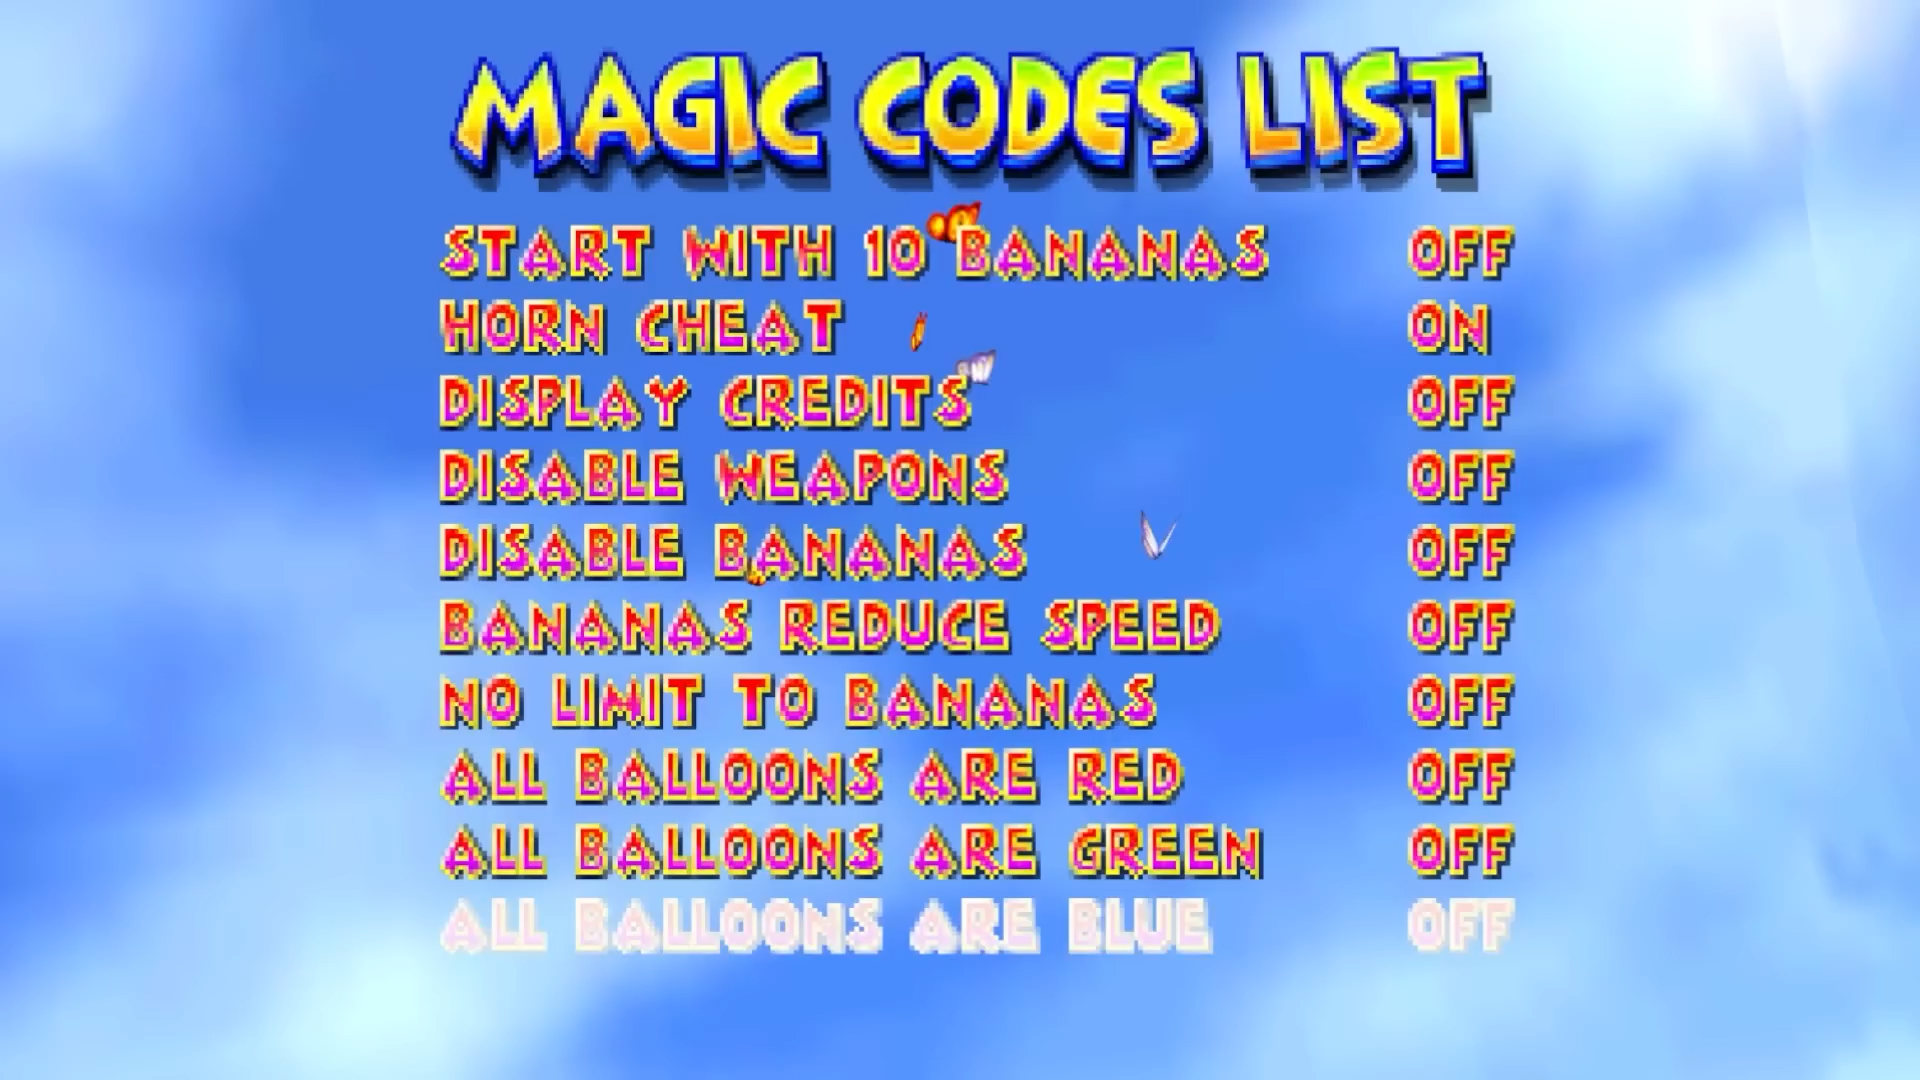 MAGIC CODES LIST
START WITH 10 BANANAS OFF
HORN CHEAT ON
DISPLAY CREDITS OFF
DISABLE WEAPONS OFF
DISABLE BANANAS OFF
BANANAS REDUCE SPEED OFF
NO LIMIT TO BANANAS OFF
ALL BALLOONS ARE RED OFF
ALL BALLOONS ARE GREEN OFF
ALL BALLOONS ARE BLUE OFF